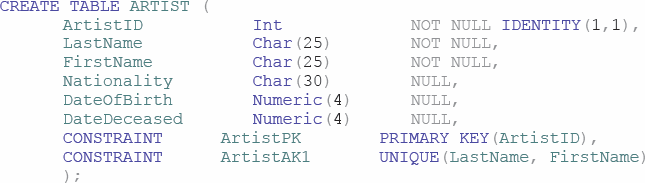 CREATE TABLE ARTIST (
ArtistID Int NOT NULL IDENTITY(1,1),
LastName Char(25) NOT NULL,
FirstName Char(25) NOT NULL,
Nationality Char(30) NULL,
DateOfBirth Numeric(4) NULL,
DateDeceased Numeric(4) NULL,
CONSTRAINT ArtistPK PRIMARY KEY(ArtistID),
CONSTRAINT ArtistAK1 UNIQUE(LastName, FirstName)
);